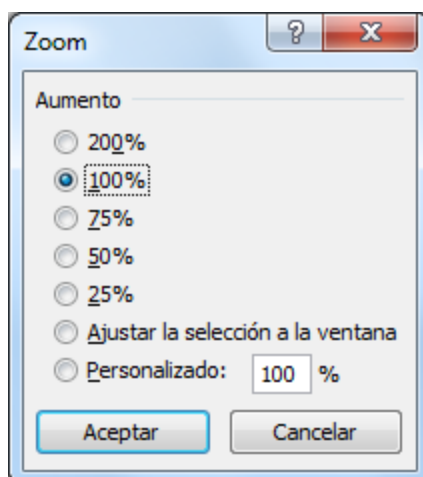 Zoom
Aumento
200%
100%
75%
50%
25%
Ajustar la selección a la ventana
Personalizado: 100 %
Aceptar Cancelar